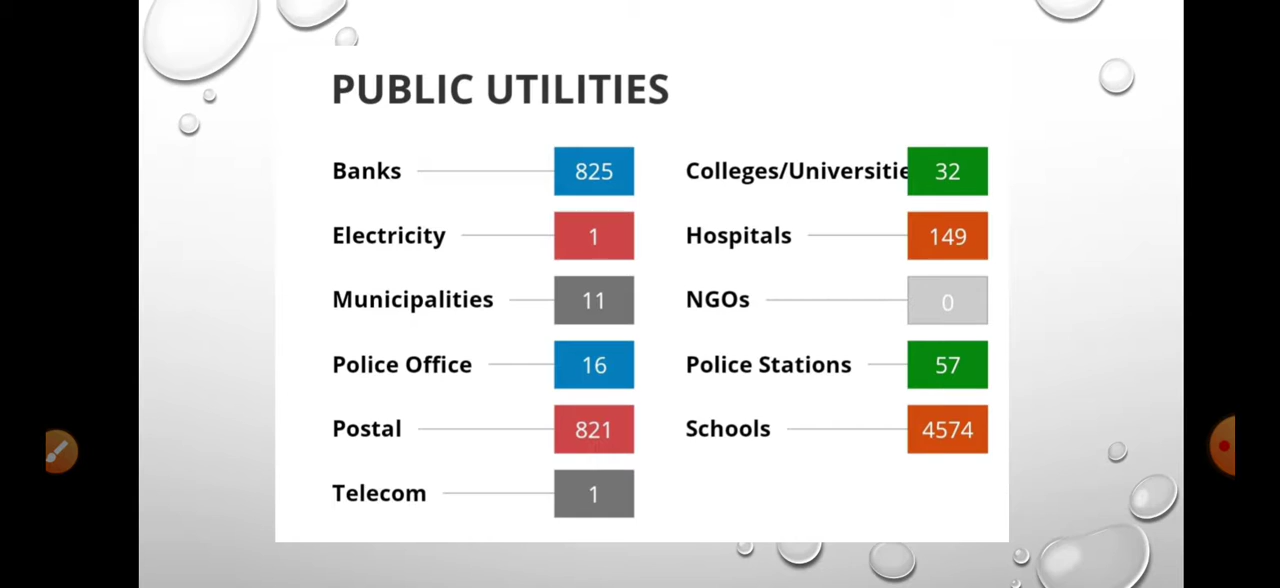 PUBLIC UTILITIES
Banks 825
Electricity 1
Municipalities 11
Police Office 16
Postal 821
Telecom 1
Colleges/Universitie 32
Hospitals 149
NGOs 0
Police Stations 57
Schools 4574